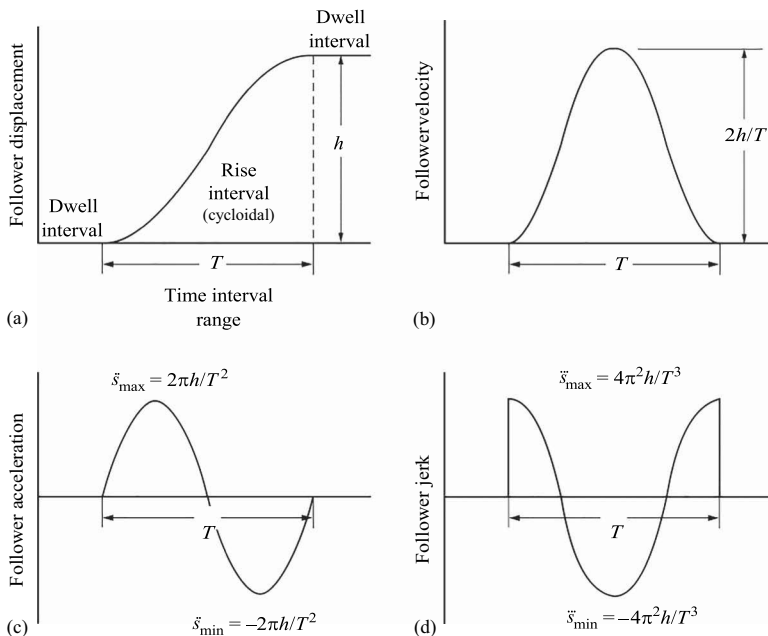 Follower displacement
Dwell
interval
Dwell
interval
Rise
interval
(cycloidal)
h
T
Time interval
range
(a)
Followervelocity
2h/T
T
(b)
Follower acceleration
s̈max = 2πh/T²
T
s̈min = –2πh/T²
(c)
Follower jerk
s⃛max = 4π²h/T³
T
s⃛min = –4π²h/T³
(d)